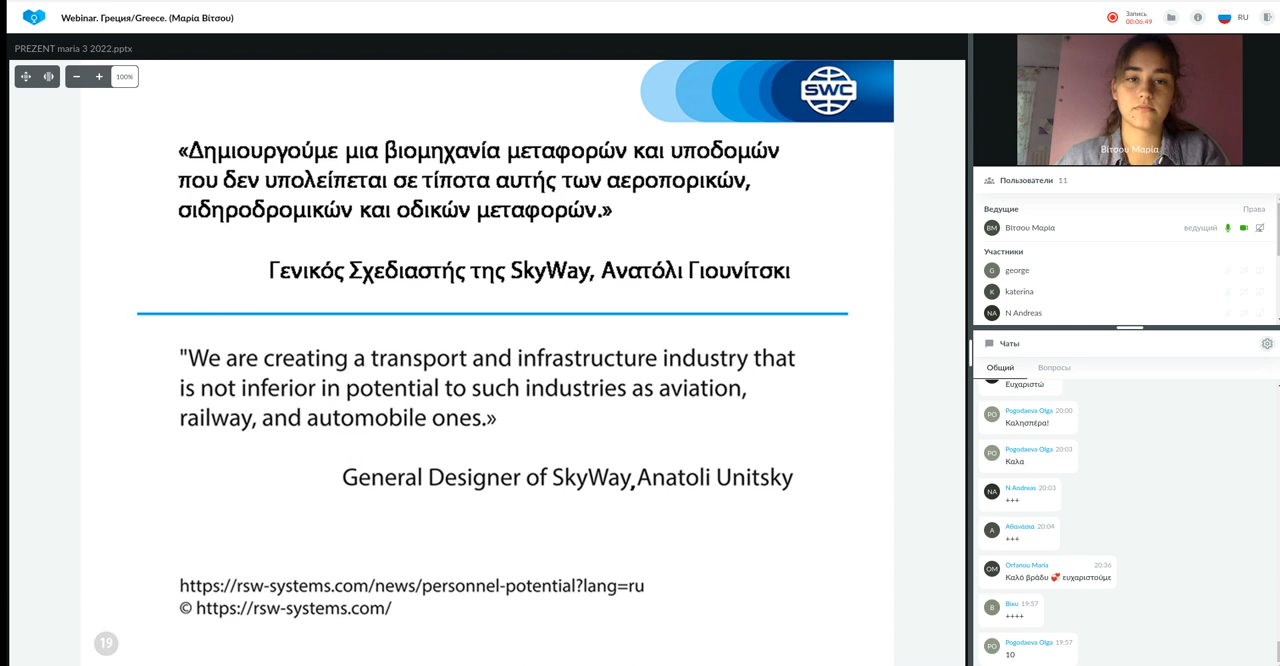 Webinar. Греция/Greece. (Марія Вітсου)
Запись
00:06:49
RU
PREZENT maria 3 2022.pptx
100%
SWC
«Δημιουργούμε μια βιομηχανία μεταφορών και υποδομών
που δεν υπολείπεται σε τίποτα αυτής των αεροπορικών,
σιδηροδρομικών και οδικών μεταφορών.»
Γενικός Σχεδιαστής της SkyWay, Ανατόλι Γιουνίτσκι
"We are creating a transport and infrastructure industry that
is not inferior in potential to such industries as aviation,
railway, and automobile ones.»
General Designer of SkyWay,Anatoli Unitsky
https://rsw-systems.com/news/personnel-potential?lang=ru
© https://rsw-systems.com/
19
Βίτσου Μαρία
Пользователи 11
Ведущие Права
ΒΜ Βίτσου Μαρία ведущий
Участники
G george
K katerina
NA N Andreas
Чаты
Общий Вопросы
Ευχαριστώ
PO Pogodaeva Olga 20:00
Καλησπέρα!
PO Pogodaeva Olga 20:03
Καλα
NA N Andreas 20:03
+++
Α Αθανάσια 20:04
+++
OM Orfanou Maria 20:36
Καλό βράδυ 💞 ευχαριστούμε
В Віки 19:57
++++
PO Pogodaeva Olga 19:57
10